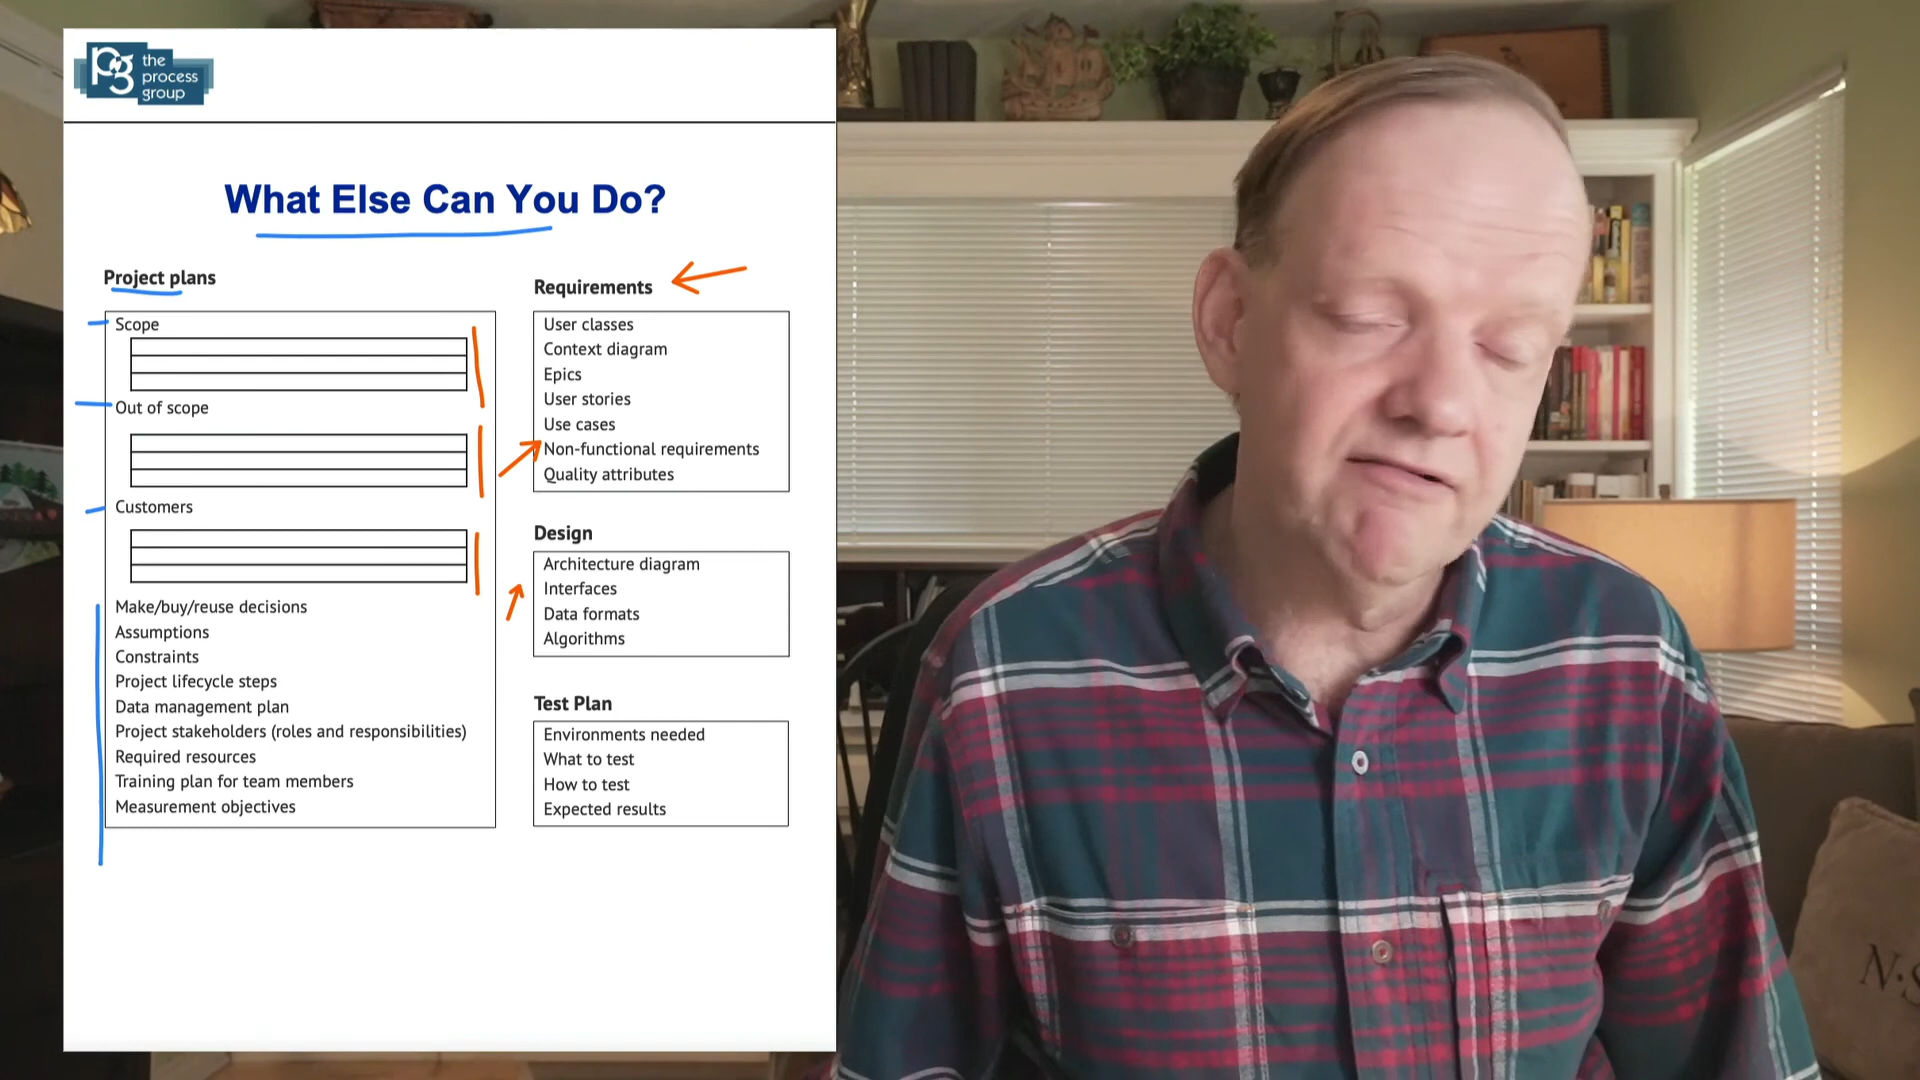 the
process
group
pg
What Else Can You Do?
Project plans
Scope
Out of scope
Customers
Make/buy/reuse decisions
Assumptions
Constraints
Project lifecycle steps
Data management plan
Project stakeholders (roles and responsibilities)
Required resources
Training plan for team members
Measurement objectives
Requirements
User classes
Context diagram
Epics
User stories
Use cases
Non-functional requirements
Quality attributes
Design
Architecture diagram
Interfaces
Data formats
Algorithms
Test Plan
Environments needed
What to test
How to test
Expected results